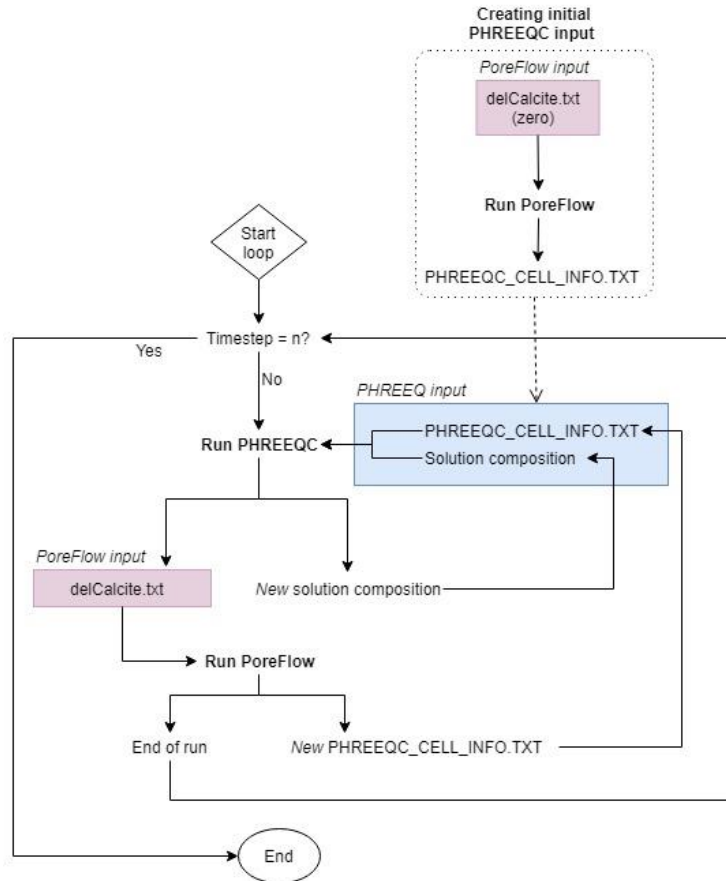 Creating initial
PHREEQC input
PoreFlow input
delCalcite.txt
(zero)
Run PoreFlow
PHREEQC_CELL_INFO.TXT
Start
loop
Timestep = n?
Yes
No
PHREEQ input
PHREEQC_CELL_INFO.TXT
Solution composition
Run PHREEQC
PoreFlow input
delCalcite.txt
New solution composition
Run PoreFlow
End of run
New PHREEQC_CELL_INFO.TXT
End